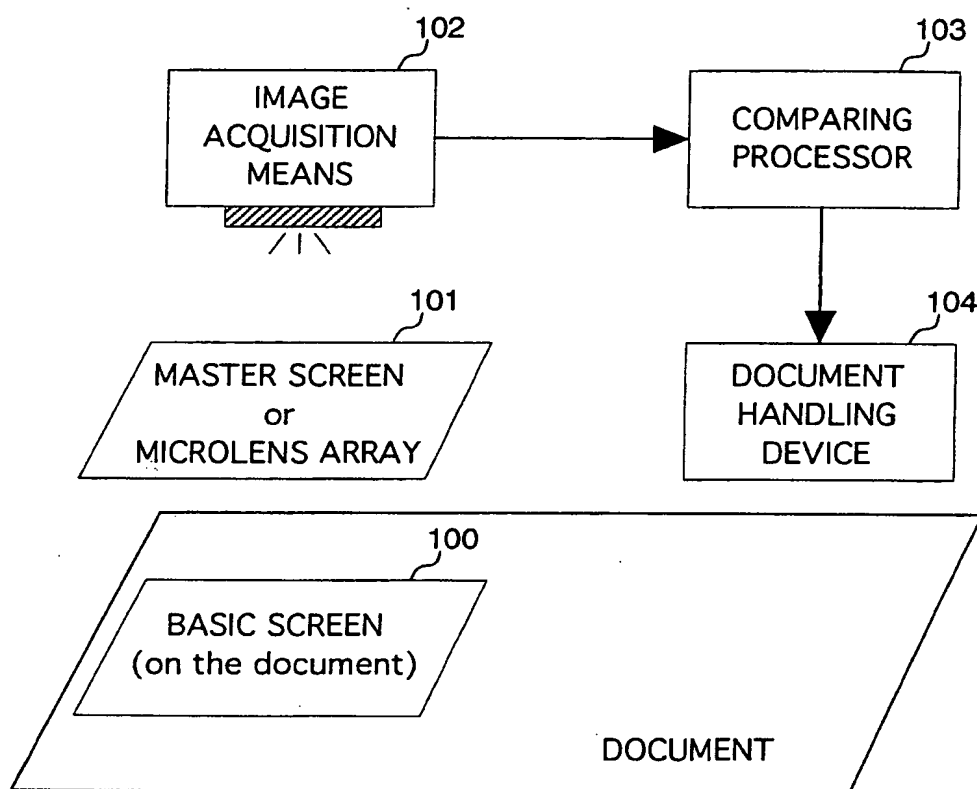 102
IMAGE
ACQUISITION
MEANS
103
COMPARING
PROCESSOR
101
MASTER SCREEN
or
MICROLENS ARRAY
104
DOCUMENT
HANDLING
DEVICE
100
BASIC SCREEN
(on the document)
DOCUMENT